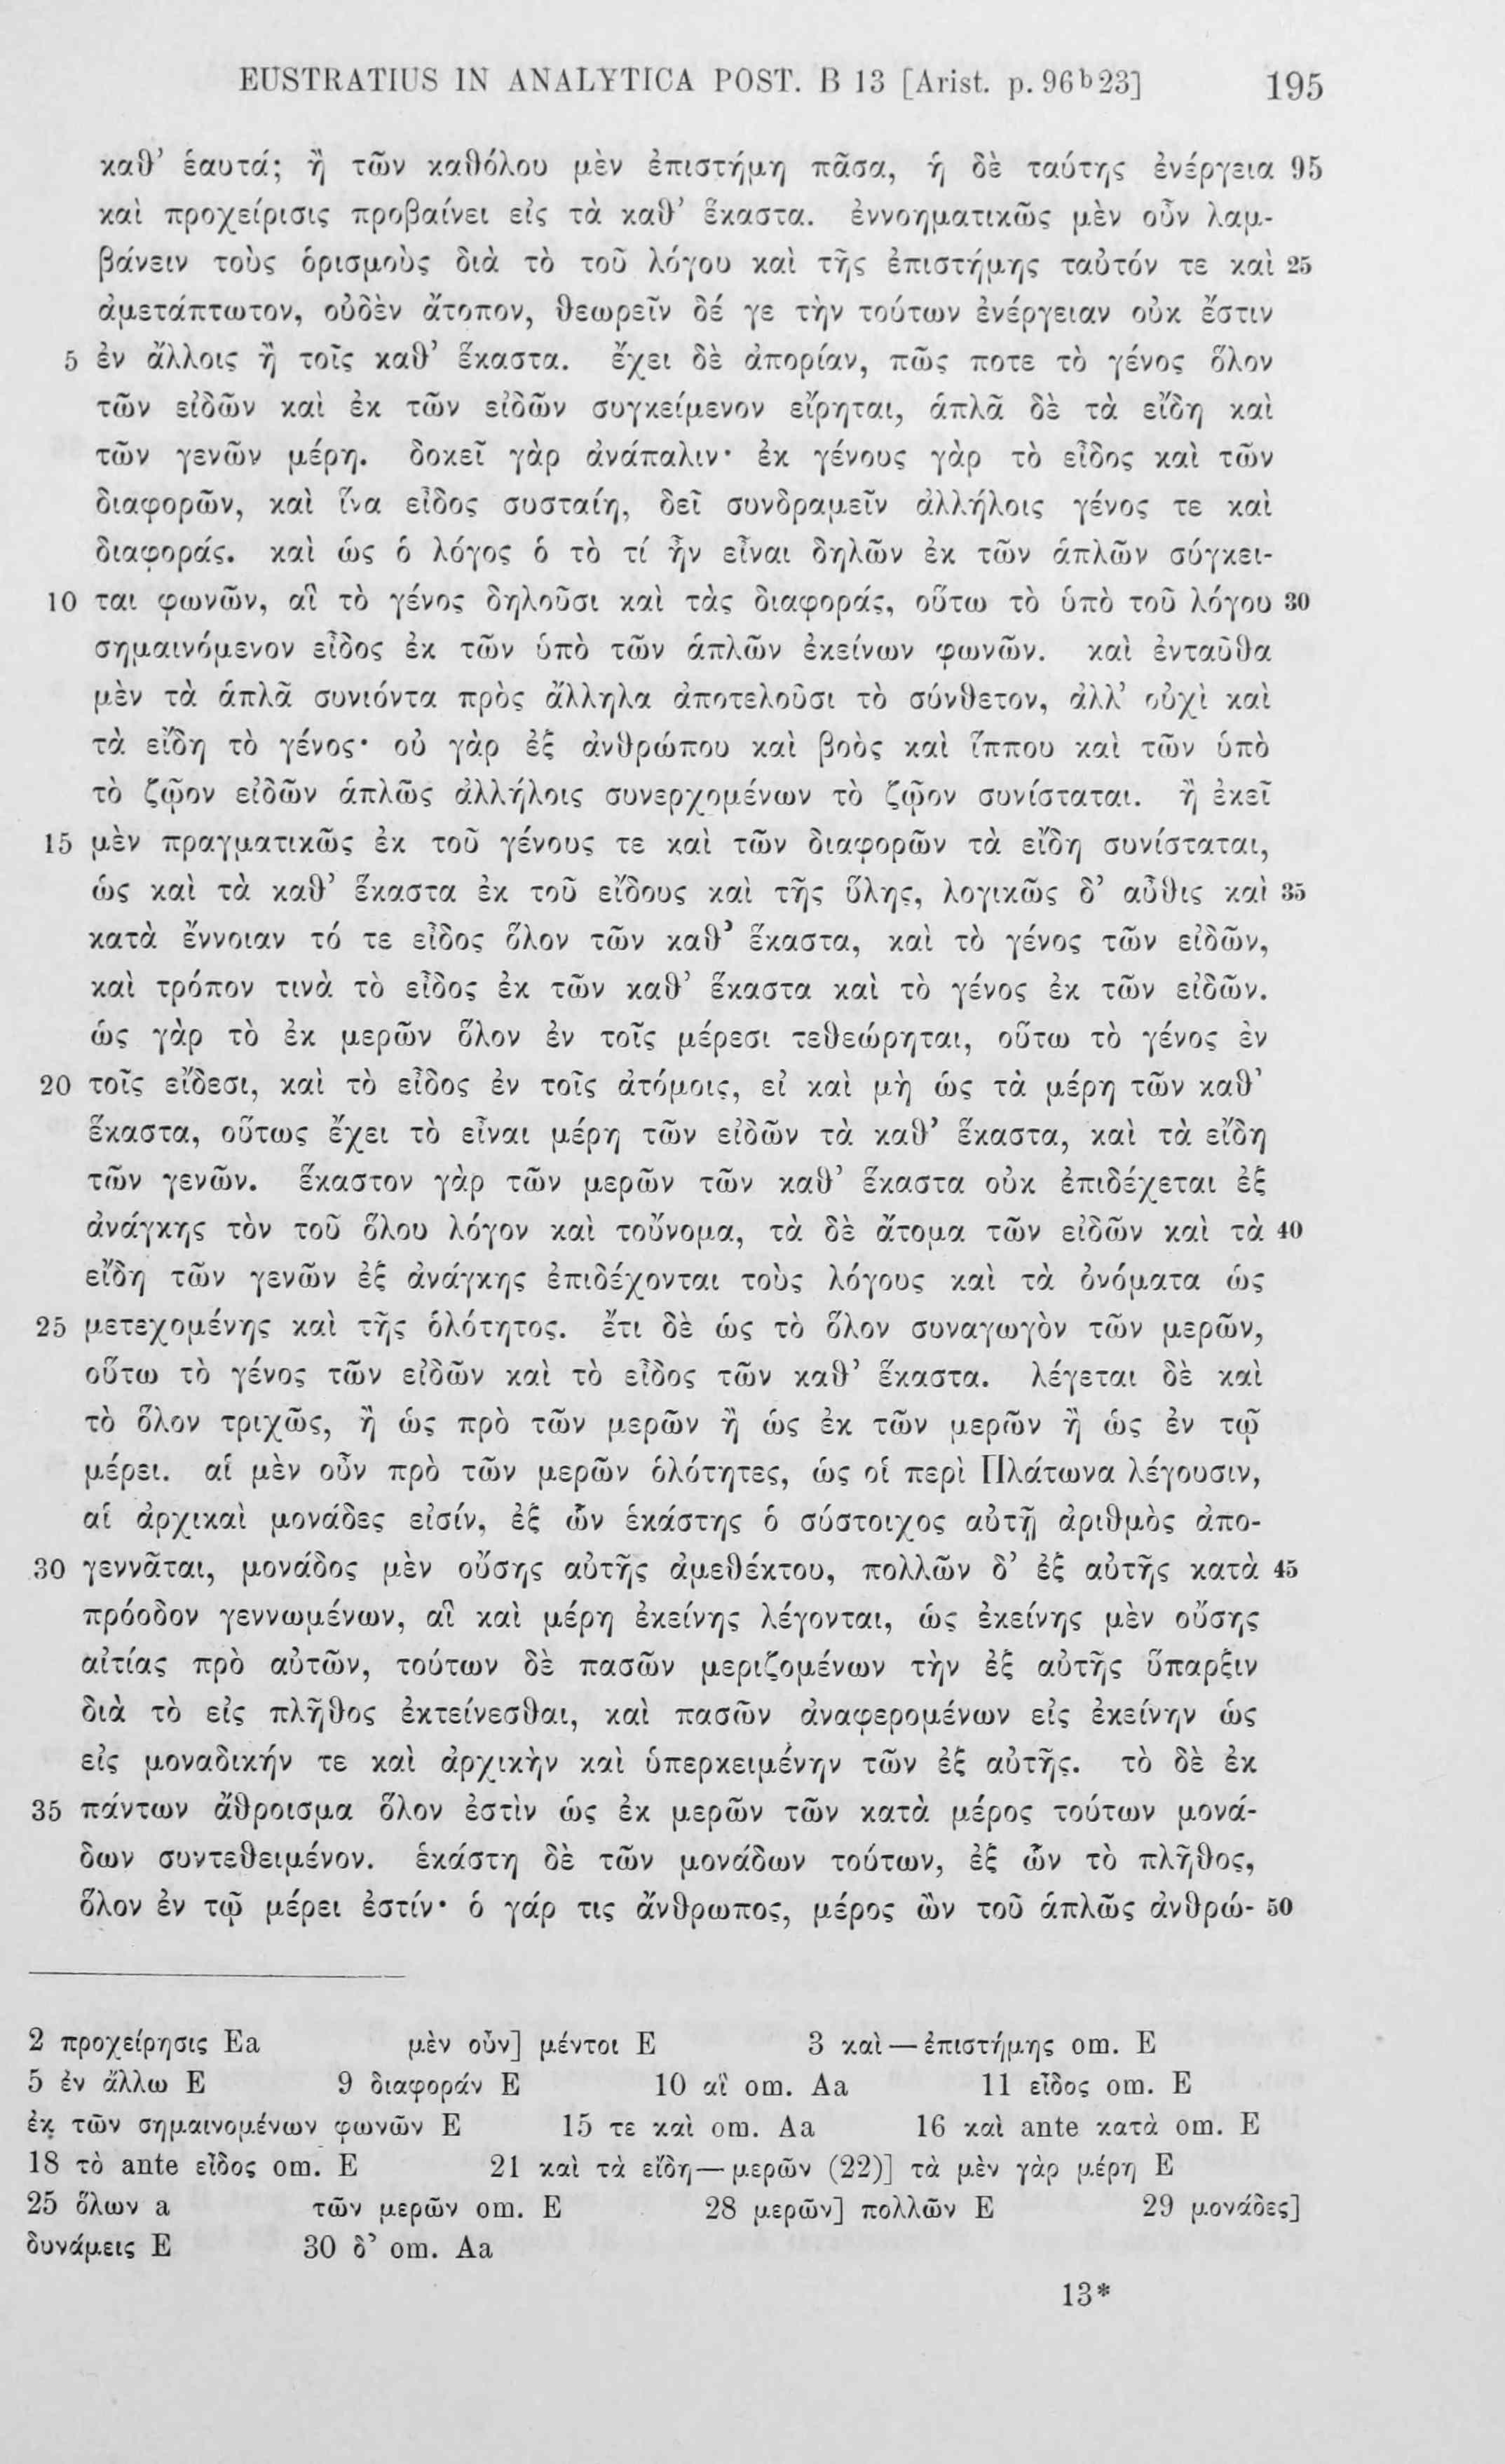 EUSTRATIUS IN ANALYTICA POST. B 13 [Arist. p. 96b23] 195
καθ’ ἑαυτά; ἢ τῶν καθόλου μὲν ἐπιστήμη πᾶσα, ἡ δὲ ταύτης ἐνέργεια 95
καὶ προχείρισις προβαίνει εἰς τὰ καθ’ ἕκαστα. ἐννοηματικῶς μὲν οὖν λαμ-
βάνειν τοὺς ὁρισμοὺς διὰ τὸ τοῦ λόγου καὶ τῆς ἐπιστήμης ταὐτόν τε καὶ 25
ἀμετάπτωτον, οὐδὲν ἄτοπον, θεωρεῖν δέ γε τὴν τούτων ἐνέργειαν οὐκ ἔστιν
5 ἐν ἄλλοις ἢ τοῖς καθ’ ἕκαστα. ἔχει δὲ ἀπορίαν, πῶς ποτε τὸ γένος ὅλον
τῶν εἰδῶν καὶ ἐκ τῶν εἰδῶν συγκείμενον εἴρηται, ἁπλᾶ δὲ τὰ εἴδη καὶ
τῶν γενῶν μέρη. δοκεῖ γὰρ ἀνάπαλιν· ἐκ γένους γὰρ τὸ εἶδος καὶ τῶν
διαφορῶν, καὶ ἵνα εἶδος συσταίη, δεῖ συνδραμεῖν ἀλλήλοις γένος τε καὶ
διαφοράς. καὶ ὡς ὁ λόγος ὁ τὸ τί ἦν εἶναι δηλῶν ἐκ τῶν ἁπλῶν σύγκει-
10 ται φωνῶν, αἳ τὸ γένος δηλοῦσι καὶ τὰς διαφοράς, οὕτω τὸ ὑπὸ τοῦ λόγου 30
σημαινόμενον εἶδος ἐκ τῶν ὑπὸ τῶν ἁπλῶν ἐκείνων φωνῶν. καὶ ἐνταῦθα
μὲν τὰ ἁπλᾶ συνιόντα πρὸς ἄλληλα ἀποτελοῦσι τὸ σύνθετον, ἀλλ’ οὐχὶ καὶ
τὰ εἴδη τὸ γένος· οὐ γὰρ ἐξ ἀνθρώπου καὶ βοὸς καὶ ἵππου καὶ τῶν ὑπὸ
τὸ ζῷον εἰδῶν ἁπλῶς ἀλλήλοις συνερχομένων τὸ ζῷον συνίσταται. ἢ ἐκεῖ
15 μὲν πραγματικῶς ἐκ τοῦ γένους τε καὶ τῶν διαφορῶν τὰ εἴδη συνίσταται,
ὡς καὶ τὰ καθ’ ἕκαστα ἐκ τοῦ εἴδους καὶ τῆς ὕλης, λογικῶς δ’ αὖθις καὶ 35
κατὰ ἔννοιαν τό τε εἶδος ὅλον τῶν καθ’ ἕκαστα, καὶ τὸ γένος τῶν εἰδῶν,
καὶ τρόπον τινὰ τὸ εἶδος ἐκ τῶν καθ’ ἕκαστα καὶ τὸ γένος ἐκ τῶν εἰδῶν.
ὡς γὰρ τὸ ἐκ μερῶν ὅλον ἐν τοῖς μέρεσι τεθεώρηται, οὕτω τὸ γένος ἐν
20 τοῖς εἴδεσι, καὶ τὸ εἶδος ἐν τοῖς ἀτόμοις, εἰ καὶ μὴ ὡς τὰ μέρη τῶν καθ’
ἕκαστα, οὕτως ἔχει τὸ εἶναι μέρη τῶν εἰδῶν τὰ καθ’ ἕκαστα, καὶ τὰ εἴδη
τῶν γενῶν. ἕκαστον γὰρ τῶν μερῶν τῶν καθ’ ἕκαστα οὐκ ἐπιδέχεται ἐξ
ἀνάγκης τὸν τοῦ ὅλου λόγον καὶ τοὔνομα, τὰ δὲ ἄτομα τῶν εἰδῶν καὶ τὰ 40
εἴδη τῶν γενῶν ἐξ ἀνάγκης ἐπιδέχονται τοὺς λόγους καὶ τὰ ὀνόματα ὡς
25 μετεχομένης καὶ τῆς ὁλότητος. ἔτι δὲ ὡς τὸ ὅλον συναγωγὸν τῶν μερῶν,
οὕτω τὸ γένος τῶν εἰδῶν καὶ τὸ εἶδος τῶν καθ’ ἕκαστα. λέγεται δὲ καὶ
τὸ ὅλον τριχῶς, ἢ ὡς πρὸ τῶν μερῶν ἢ ὡς ἐκ τῶν μερῶν ἢ ὡς ἐν τῷ
μέρει. αἱ μὲν οὖν πρὸ τῶν μερῶν ὁλότητες, ὡς οἱ περὶ Πλάτωνα λέγουσιν,
αἱ ἀρχικαὶ μονάδες εἰσίν, ἐξ ὧν ἑκάστης ὁ σύστοιχος αὐτῇ ἀριθμὸς ἀπο-
30 γεννᾶται, μονάδος μὲν οὔσης αὐτῆς ἀμεθέκτου, πολλῶν δ’ ἐξ αὐτῆς κατὰ 45
πρόοδον γεννωμένων, αἳ καὶ μέρη ἐκείνης λέγονται, ὡς ἐκείνης μὲν οὔσης
αἰτίας πρὸ αὐτῶν, τούτων δὲ πασῶν μεριζομένων τὴν ἐξ αὐτῆς ὕπαρξιν
διὰ τὸ εἰς πλῆθος ἐκτείνεσθαι, καὶ πασῶν ἀναφερομένων εἰς ἐκείνην ὡς
εἰς μοναδικήν τε καὶ ἀρχικὴν καὶ ὑπερκειμένην τῶν ἐξ αὐτῆς. τὸ δὲ ἐκ
35 πάντων ἄθροισμα ὅλον ἐστὶν ὡς ἐκ μερῶν τῶν κατὰ μέρος τούτων μονά-
δων συντεθειμένον. ἑκάστη δὲ τῶν μονάδων τούτων, ἐξ ὧν τὸ πλῆθος,
ὅλον ἐν τῷ μέρει ἐστίν· ὁ γάρ τις ἄνθρωπος, μέρος ὢν τοῦ ἁπλῶς ἀνθρώ- 50
2 προχείρησις Ea μὲν οὖν] μέντοι E 3 καὶ—ἐπιστήμης om. E
5 ἐν ἄλλω E 9 διαφοράν E 10 αἳ om. Aa 11 εἶδος om. E
ἐκ τῶν σημαινομένων φωνῶν E 15 τε καὶ om. Aa 16 καὶ ante κατὰ om. E
18 τὸ ante εἶδος om. E 21 καὶ τὰ εἴδη—μερῶν (22)] τὰ μὲν γὰρ μέρη E
25 ὅλων a τῶν μερῶν om. E 28 μερῶν] πολλῶν E 29 μονάδες]
δυνάμεις E 30 δ’ om. Aa
13*